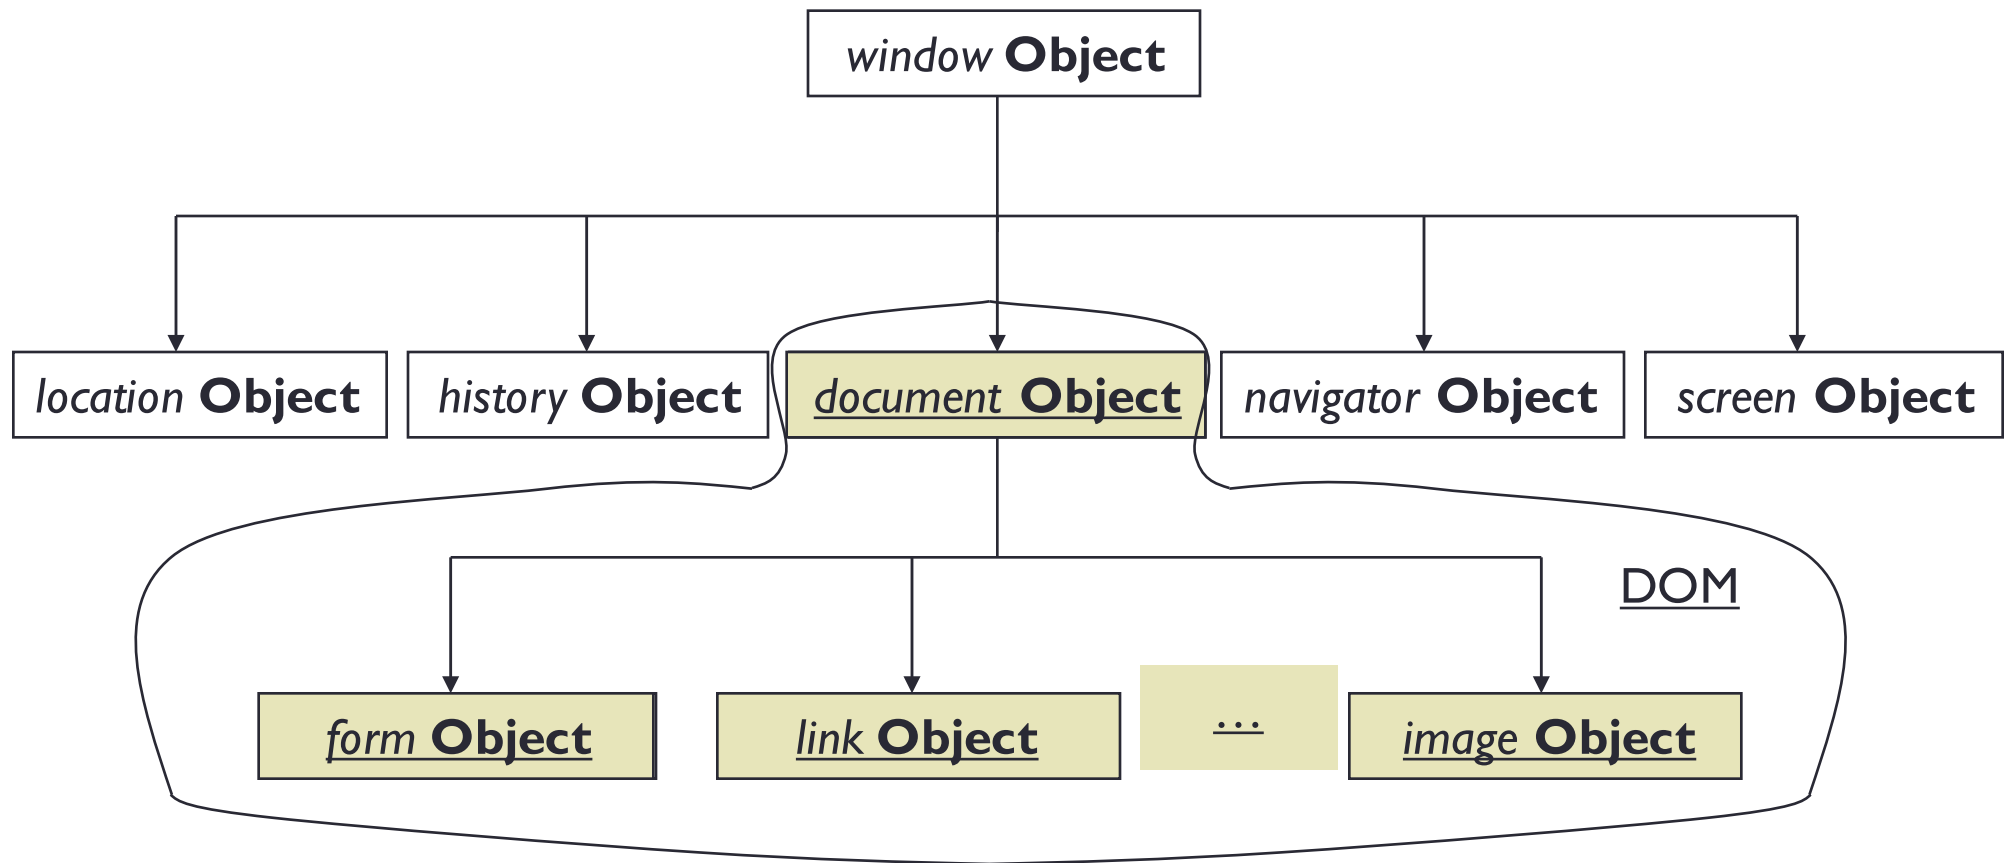 window Object
location Object
history Object
document Object
navigator Object
screen Object
DOM
form Object
link Object
...
image Object